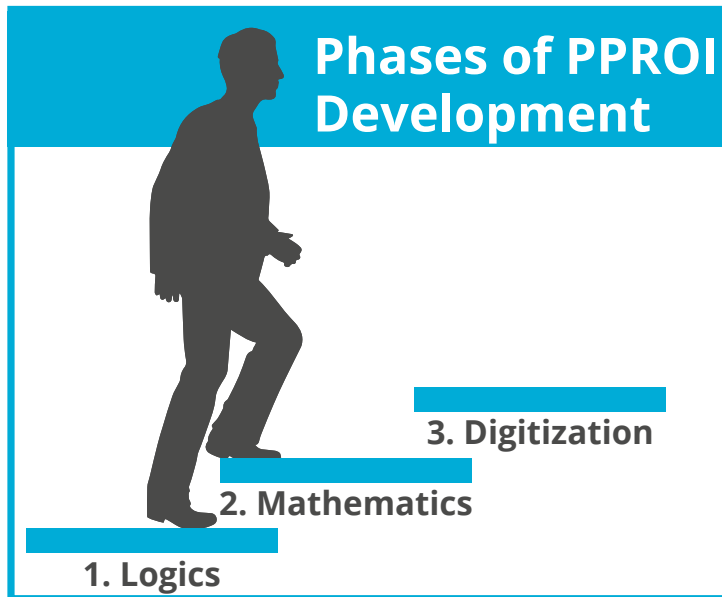 Phases of PPROI
Development
3. Digitization
2. Mathematics
1. Logics